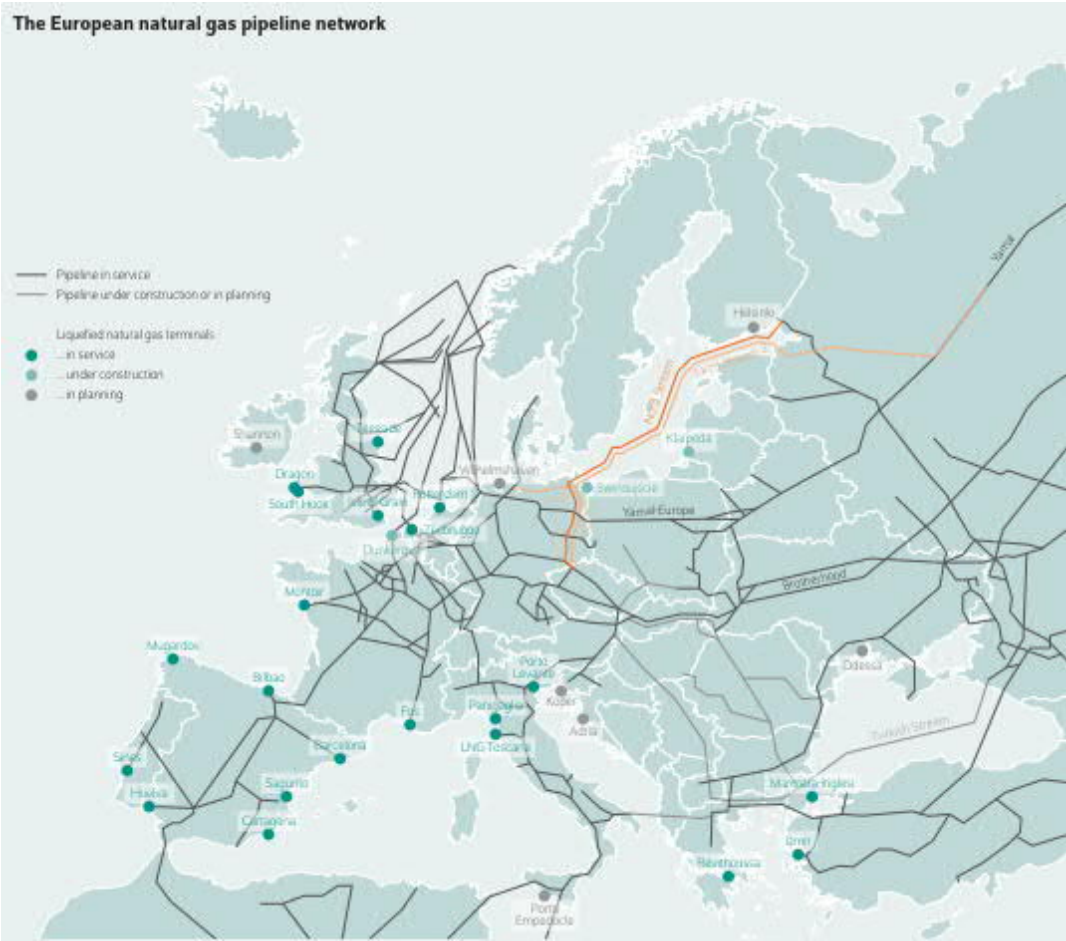 The European natural gas pipeline network
Pipeline in service
Pipeline under construction or in planning
Liquefied natural gas terminals
...in service
...under construction
...in planning
Yamal
Helsinki
Nord Stream
Shannon
Klaipeda
Dragon
South Hook
Wilhelmshaven
Rotterdam
Swinoujscie
Yamal-Europe
Zeebrugge
Dunkerque
Brotherhood
Montoir
Mugardos
Bilbao
Porto
Levante
Odessa
Koper
Panigaglia
Fos
Adria
Turkish Stream
LNG Toscana
Barcelona
Sines
Sagunto
Huelva
Cartagena
Izmir
Revithoussa
Porto
Empedocle